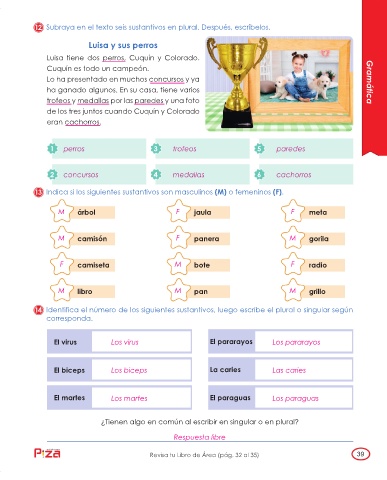 12 Subraya en el texto seis sustantivos en plural. Después, escríbelos.
Luisa y sus perros
Luisa tiene dos perros, Cuquín y Colorado.
Cuquín es todo un campeón.
Lo ha presentado en muchos concursos y ya
ha ganado algunos. En su casa, tiene varios
trofeos y medallas por las paredes y una foto
de los tres juntos cuando Cuquín y Colorado
eran cachorros.
Gramática
1 perros 3 trofeos 5 paredes
2 concursos 4 medallas 6 cachorros
13 Indica si los siguientes sustantivos son masculinos (M) o femeninos (F).
M árbol F jaula F meta
M camisón F panera M gorila
F camiseta M bote F radio
M libro M pan M grillo
14 Identifica el número de los siguientes sustantivos; luego escribe el plural o singular según
corresponda.
El virus Los virus El pararayos Los pararayos
El bíceps Los bíceps La caries Las caries
El martes Los martes El paraguas Los paraguas
¿Tienen algo en común al escribir en singular o en plural?
Respuesta libre
Piza Revisa tu Libro de Área (pág. 32 al 35) 39